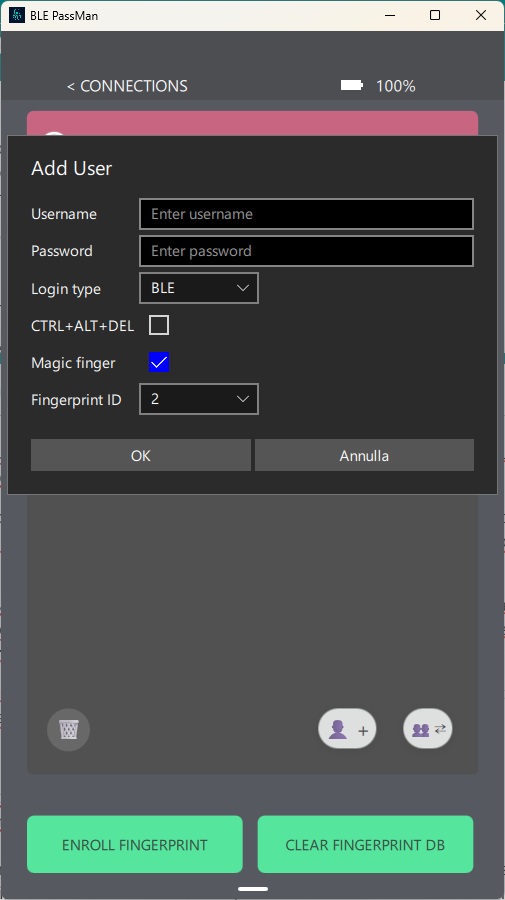 BLE PassMan
< CONNECTIONS 100%
Add User
Username Enter username
Password Enter password
Login type BLE
CTRL+ALT+DEL
Magic finger
Fingerprint ID 2
OK Annulla
ENROLL FINGERPRINT CLEAR FINGERPRINT DB